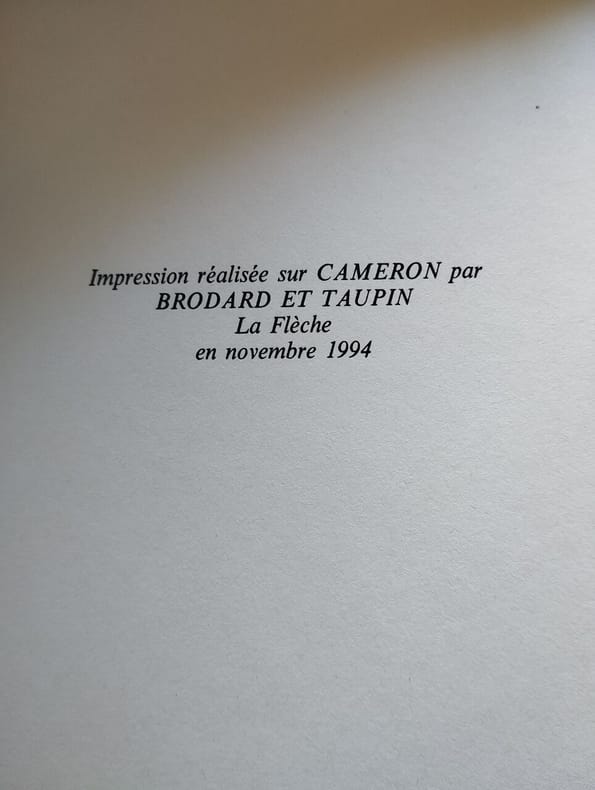 Impression réalisée sur CAMERON par
BRODARD ET TAUPIN
La Flèche
en novembre 1994